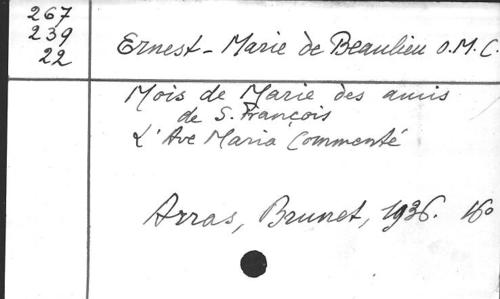 267
239
22
Ernest-Marie de Beaulieu O.M.C.
Mois de Marie des amis
de S. François
L'Ave Maria Commenté
Arras, Brunet, 1936. 16°